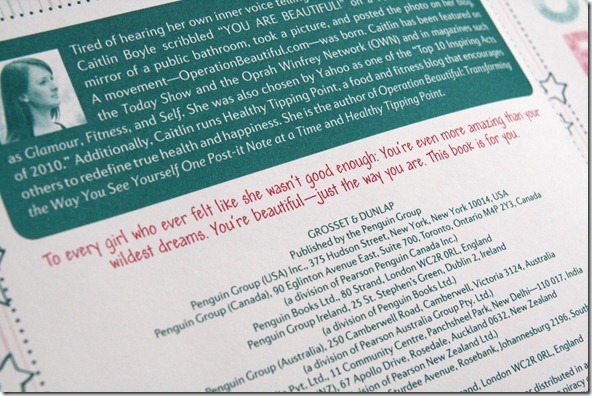 Tired of hearing her own inner voice telling
Caitlin Boyle scribbled "YOU ARE BEAUTIFUL!" on a
mirror of a public bathroom, took a picture, and posted the photo on her blog.
A movement—OperationBeautiful.com—was born. Caitlin has been featured on
the Today Show and the Oprah Winfrey Network (OWN) and in magazines such
as Glamour, Fitness, and Self. She was also chosen by Yahoo as one of the "Top 10 Inspiring Acts
of 2010." Additionally, Caitlin runs Healthy Tipping Point, a food and fitness blog that encourages
others to redefine true health and happiness. She is the author of Operation Beautiful: Transforming
the Way You See Yourself One Post-it Note at a Time and Healthy Tipping Point.
To every girl who ever felt like she wasn't good enough: You're even more amazing than your
wildest dreams. You're beautiful—just the way you are. This book is for you.
GROSSET & DUNLAP
Published by the Penguin Group
Penguin Group (USA) Inc., 375 Hudson Street, New York, New York 10014, USA
Penguin Group (Canada), 90 Eglinton Avenue East, Suite 700, Toronto, Ontario M4P 2Y3, Canada
(a division of Pearson Penguin Canada Inc.)
Penguin Books Ltd., 80 Strand, London WC2R 0RL, England
Penguin Group Ireland, 25 St. Stephen's Green, Dublin 2, Ireland
(a division of Penguin Books Ltd.)
Penguin Group (Australia), 250 Camberwell Road, Camberwell, Victoria 3124, Australia
(a division of Pearson Australia Group Pty. Ltd.)
Pvt. Ltd., 11 Community Centre, Panchsheel Park, New Delhi—110 017, India
(NZ), 67 Apollo Drive, Rosedale, Auckland 0632, New Zealand
(a division of Pearson New Zealand Ltd.)
Sturdee Avenue, Rosebank, Johannesburg 2196, South
Strand, London WC2R 0RL, England
distributed in